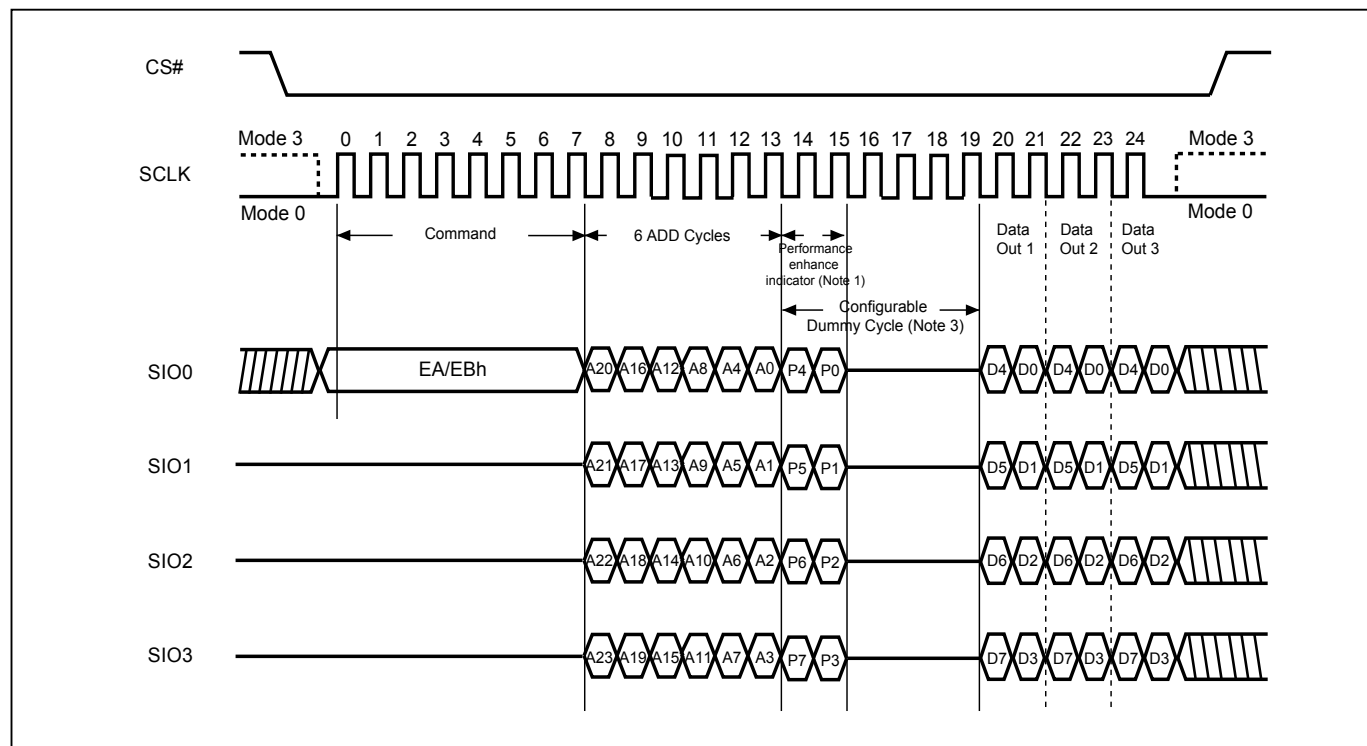 CS#
0 1 2 3 4 5 6 7 8 9 10 11 12 13 14 15 16 17 18 19 20 21 22 23 24
Mode 3
Mode 3
SCLK
Mode 0
Mode 0
Command
6 ADD Cycles
Performance
enhance
indicator (Note 1)
Data
Out 1
Data
Out 2
Data
Out 3
Configurable
Dummy Cycle (Note 3)
SIO0
EA/EBh
A20 A16 A12 A8 A4 A0 P4 P0
D4 D0 D4 D0 D4 D0
SIO1
A21 A17 A13 A9 A5 A1 P5 P1
D5 D1 D5 D1 D5 D1
SIO2
A22 A18 A14 A10 A6 A2 P6 P2
D6 D2 D6 D2 D6 D2
SIO3
A23 A19 A15 A11 A7 A3 P7 P3
D7 D3 D7 D3 D7 D3